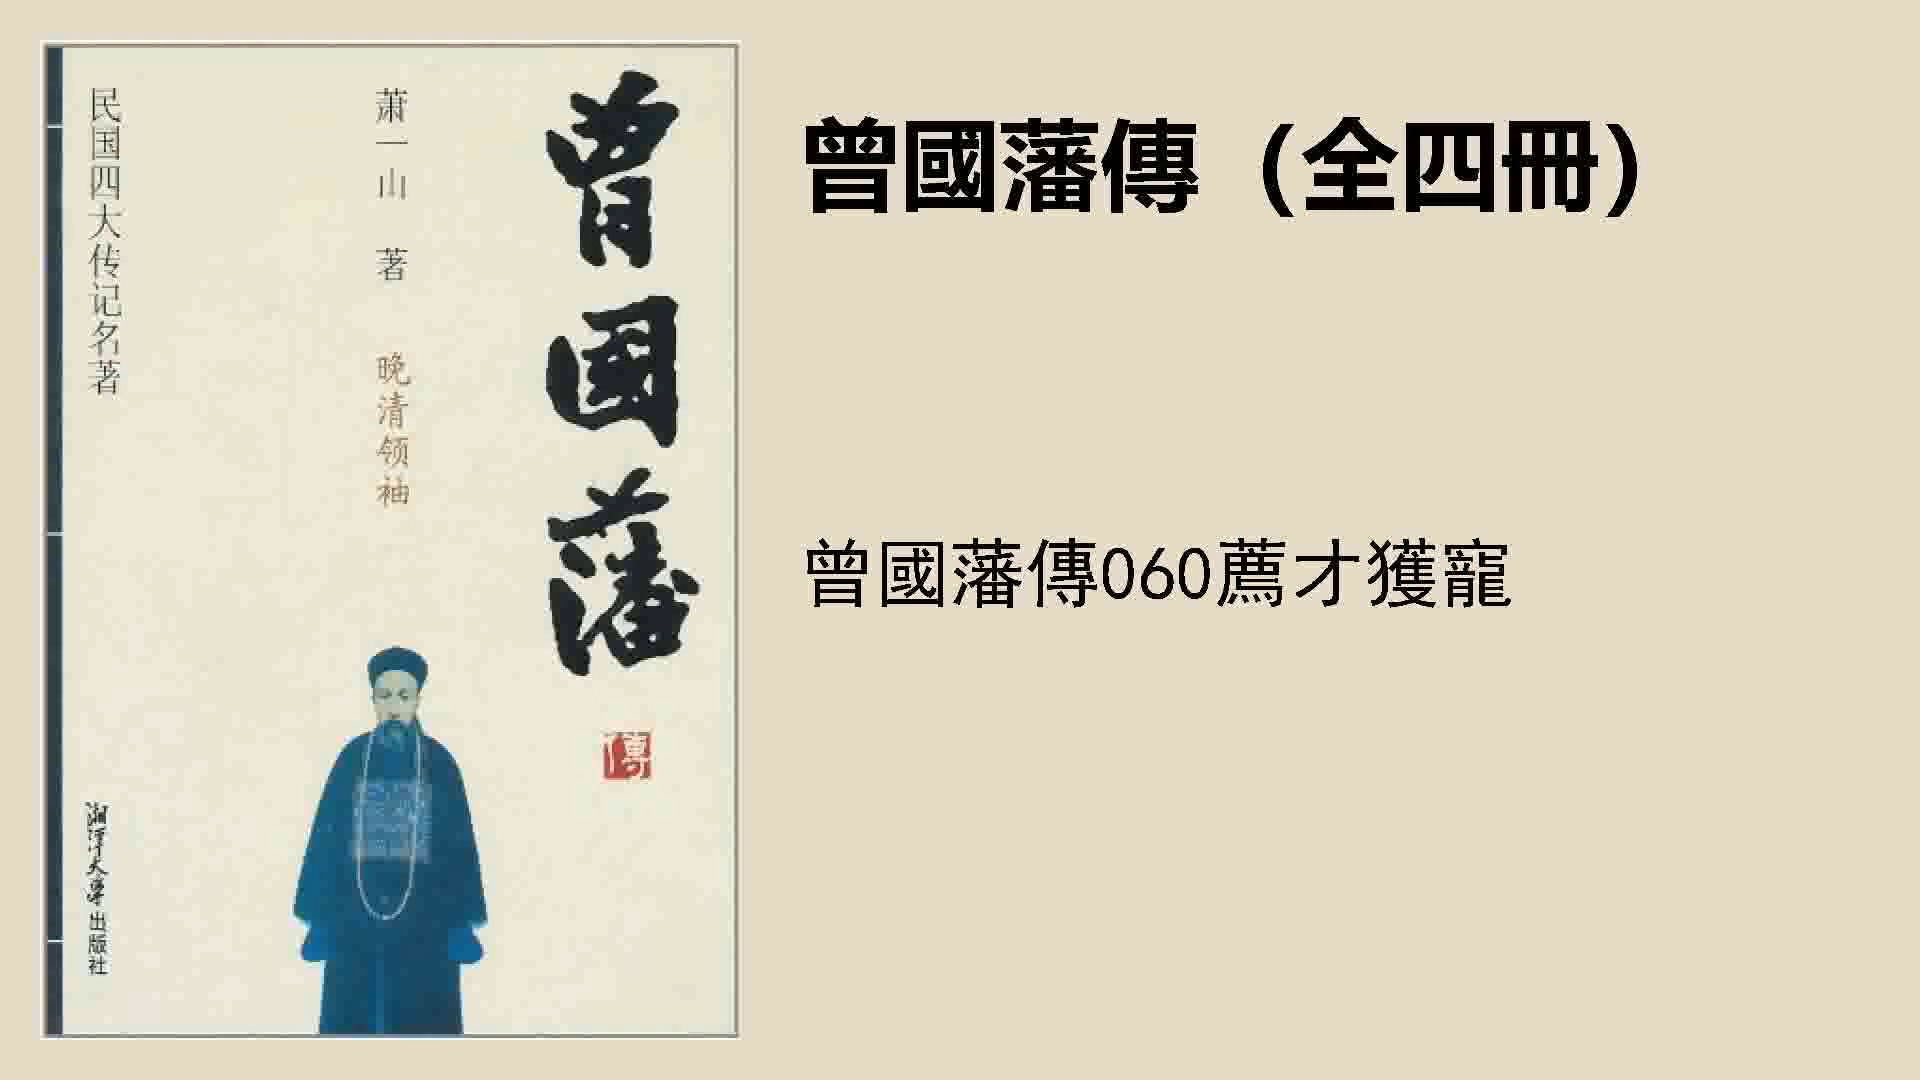 曾國藩傳（全四冊）
曾國藩傳060薦才獲寵
曾國藩
傳
萧一山 著 晚清领袖
民国四大传记名著
湘潭大學出版社